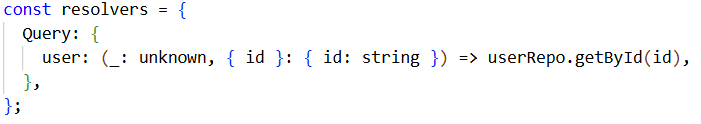 const resolvers = {
  Query: {
    user: (_: unknown, { id }: { id: string }) => userRepo.getById(id),
  },
};